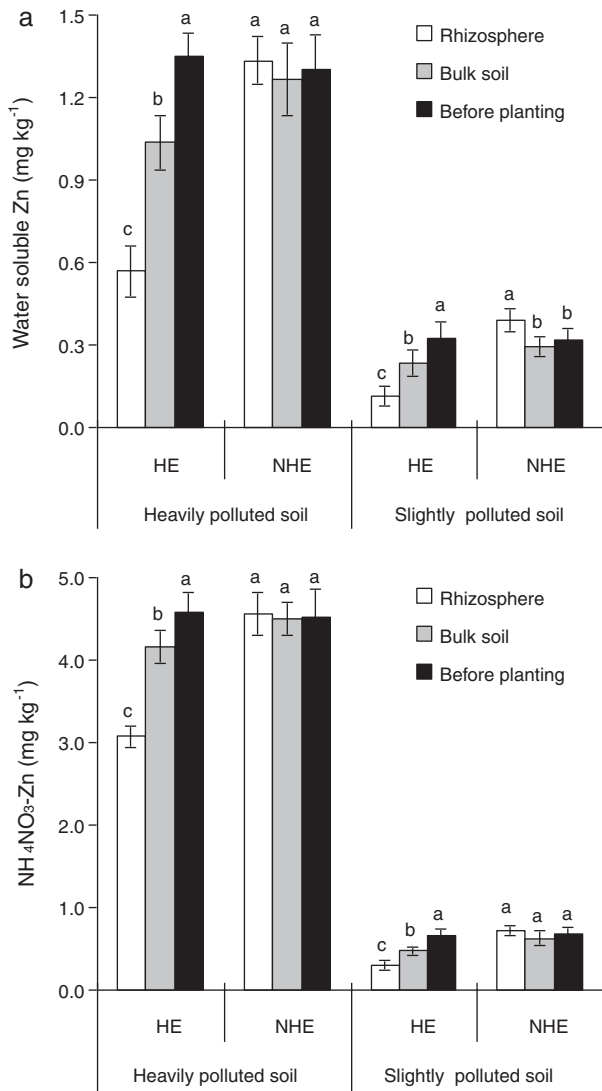 a
Water soluble Zn (mg kg⁻¹)
1.5
1.2
0.9
0.6
0.3
0.0
c b a
a a a
c b a
a b b
Rhizosphere
Bulk soil
Before planting
HE NHE HE NHE
Heavily polluted soil Slightly polluted soil
b
NH₄NO₃-Zn (mg kg⁻¹)
5.0
4.0
3.0
2.0
1.0
0.0
c b a
a a a
c b a
a a a
Rhizosphere
Bulk soil
Before planting
HE NHE HE NHE
Heavily polluted soil Slightly polluted soil